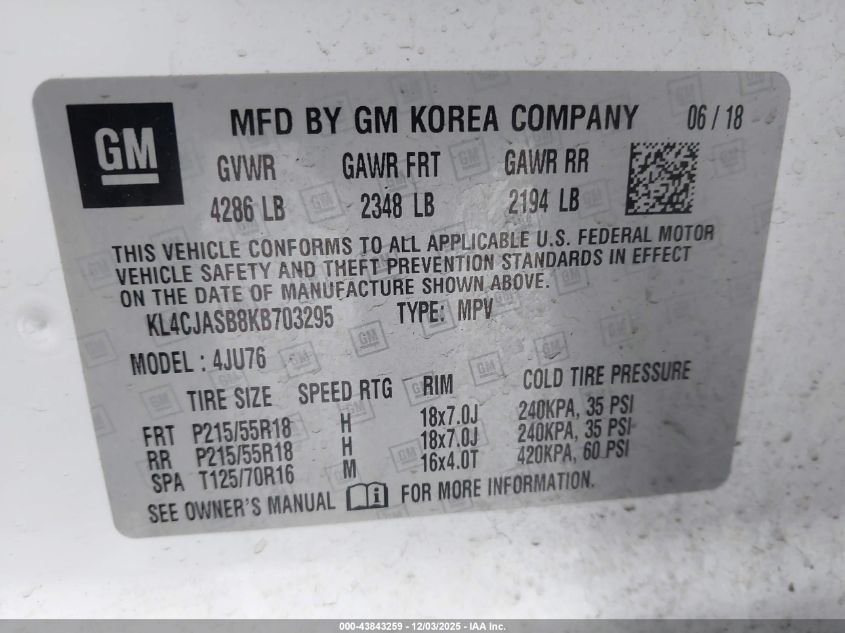 GM
MFD BY GM KOREA COMPANY 06 / 18
GVWR GAWR FRT GAWR RR
4286 LB 2348 LB 2194 LB
THIS VEHICLE CONFORMS TO ALL APPLICABLE U.S. FEDERAL MOTOR
VEHICLE SAFETY AND THEFT PREVENTION STANDARDS IN EFFECT
ON THE DATE OF MANUFACTURE SHOWN ABOVE.
KL4CJASB8KB703295 TYPE: MPV
MODEL : 4JU76
TIRE SIZE SPEED RTG RIM COLD TIRE PRESSURE
FRT P215/55R18 H 18x7.0J 240KPA, 35 PSI
RR P215/55R18 H 18x7.0J 240KPA, 35 PSI
SPA T125/70R16 M 16x4.0T 420KPA, 60 PSI
SEE OWNER'S MANUAL FOR MORE INFORMATION.
000-43843259 - 12/03/2025 - IAA Inc.